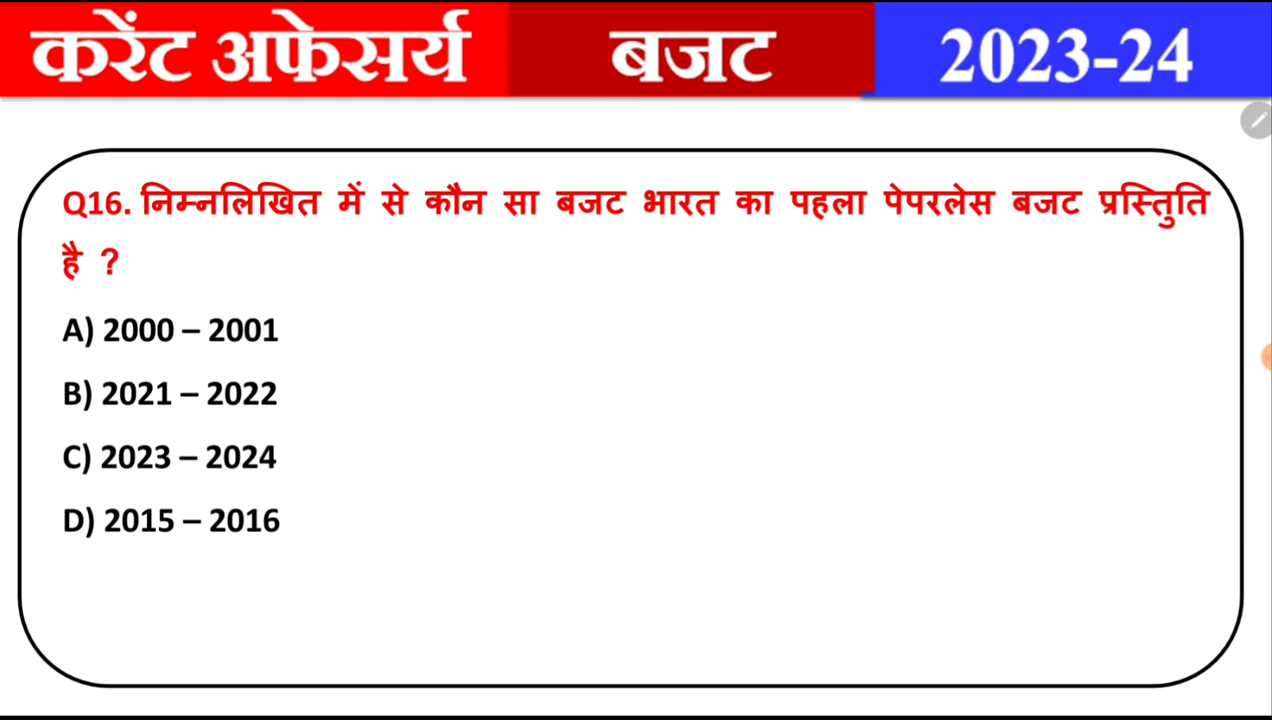 करेंट अफेसर्य बजट 2023-24
Q16. निम्नलिखित में से कौन सा बजट भारत का पहला पेपरलेस बजट प्रस्तुिति
है ?
A) 2000 – 2001
B) 2021 – 2022
C) 2023 – 2024
D) 2015 – 2016